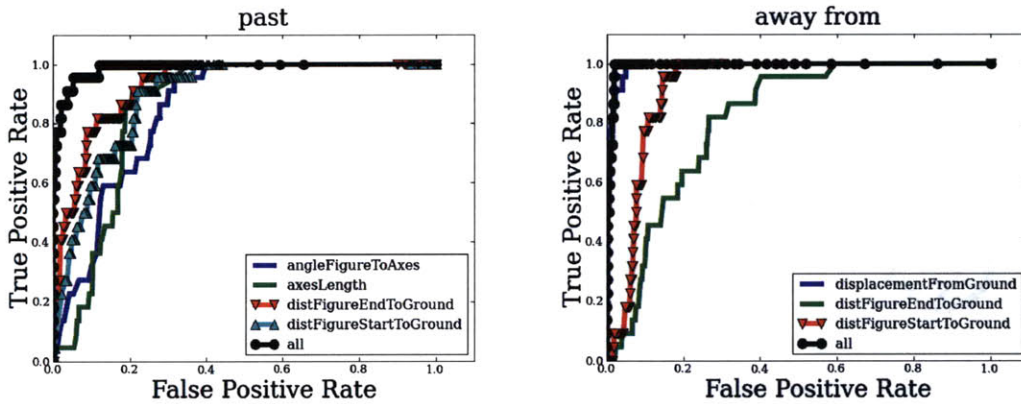 past
True Positive Rate
1.0
0.8
0.6
0.4
0.2
0.0
0.0
0.2
0.4
0.6
0.8
1.0
False Positive Rate
angleFigureToAxes
axesLength
distFigureEndToGround
distFigureStartToGround
all
away from
True Positive Rate
1.0
0.8
0.6
0.4
0.2
0.0
0.0
0.2
0.4
0.6
0.8
1.0
False Positive Rate
displacementFromGround
distFigureEndToGround
distFigureStartToGround
all